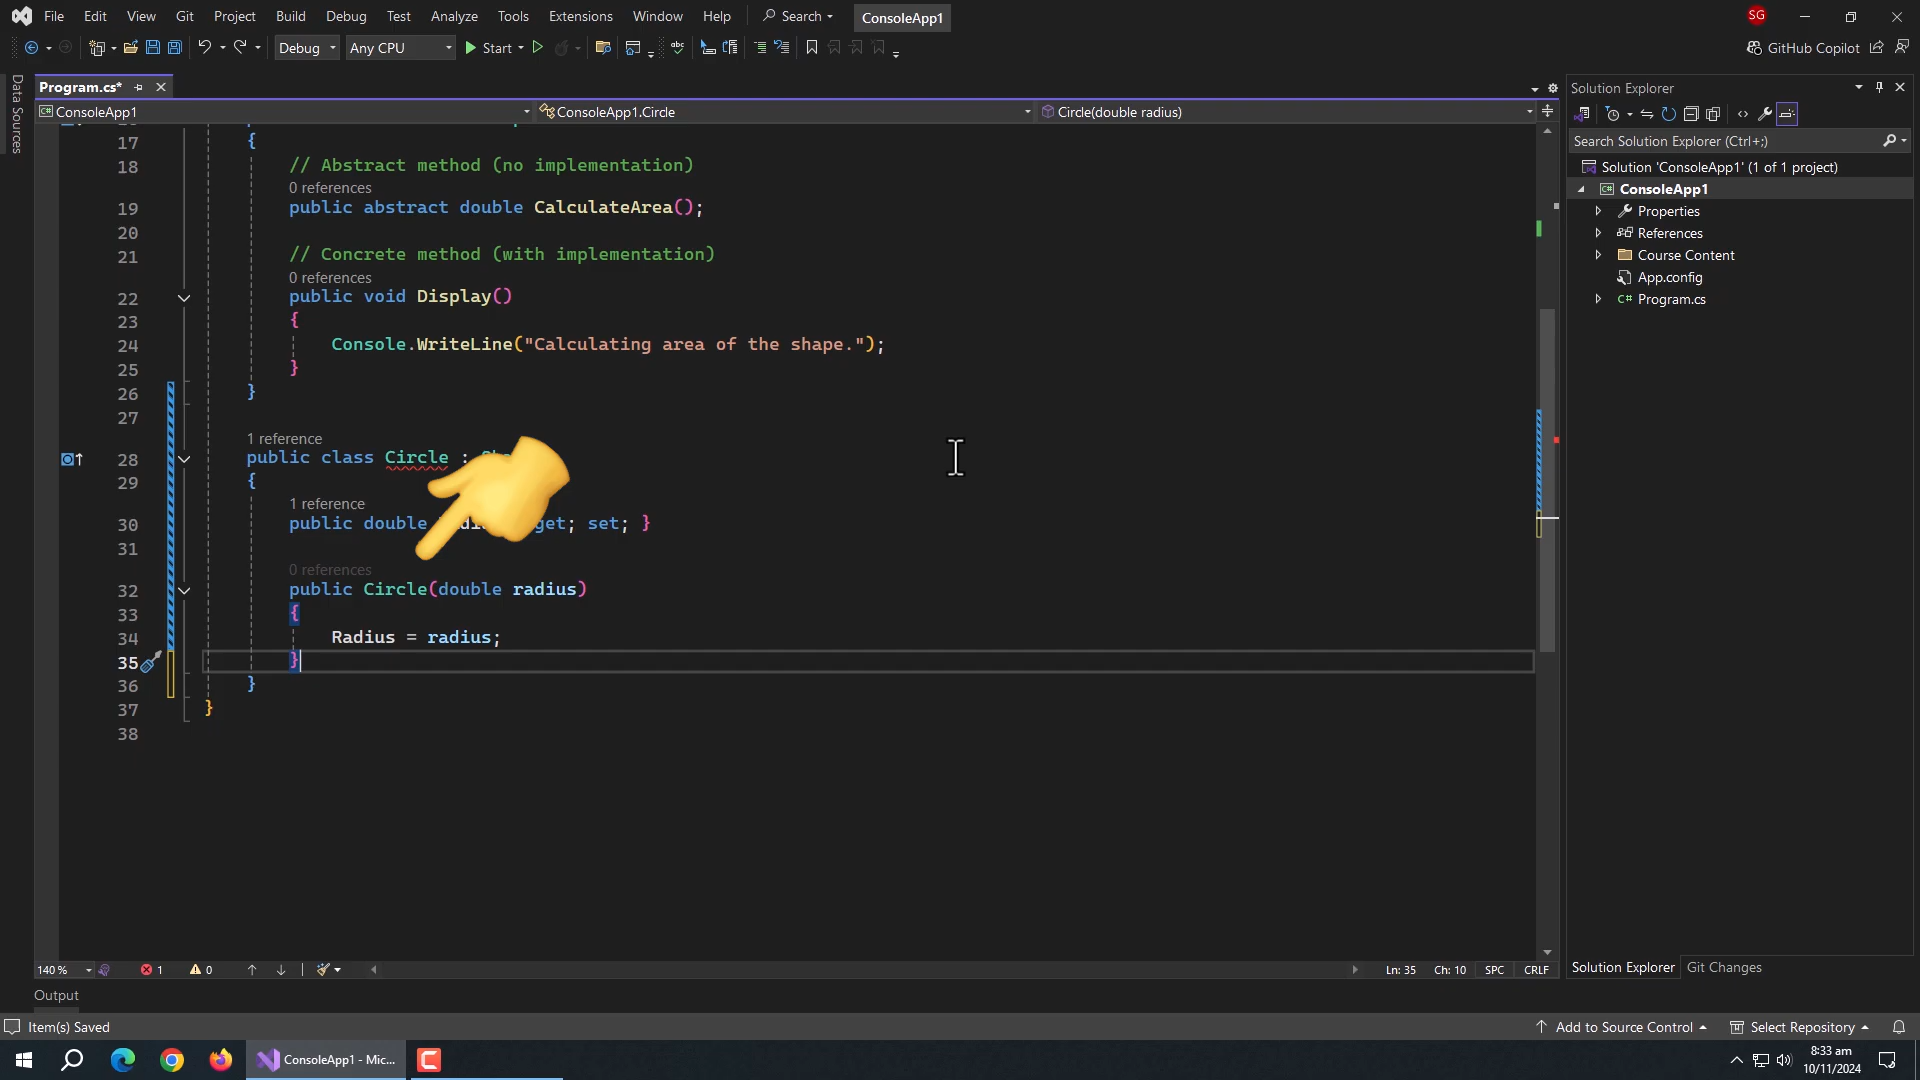 File Edit View Git Project Build Debug Test Analyze Tools Extensions Window Help Search ConsoleApp1 SG
Debug Any CPU Start GitHub Copilot
Data Sources
Program.cs*
ConsoleApp1 ConsoleApp1.Circle Circle(double radius)
17 {
18 // Abstract method (no implementation)
0 references
19 public abstract double CalculateArea();
20
21 // Concrete method (with implementation)
0 references
22 public void Display()
23 {
24 Console.WriteLine("Calculating area of the shape.");
25 }
26 }
27
1 reference
28 public class Circle :
29 {
1 reference
30 public double get; set; }
31
0 references
32 public Circle(double radius)
33 {
34 Radius = radius;
35 }
36 }
37 }
38
140 % 1 0 Ln: 35 Ch: 10 SPC CRLF
Output
Solution Explorer
Search Solution Explorer (Ctrl+;)
Solution 'ConsoleApp1' (1 of 1 project)
ConsoleApp1
Properties
References
Course Content
App.config
C# Program.cs
Solution Explorer Git Changes
Item(s) Saved Add to Source Control Select Repository
ConsoleApp1 - Mic...
8:33 am
10/11/2024